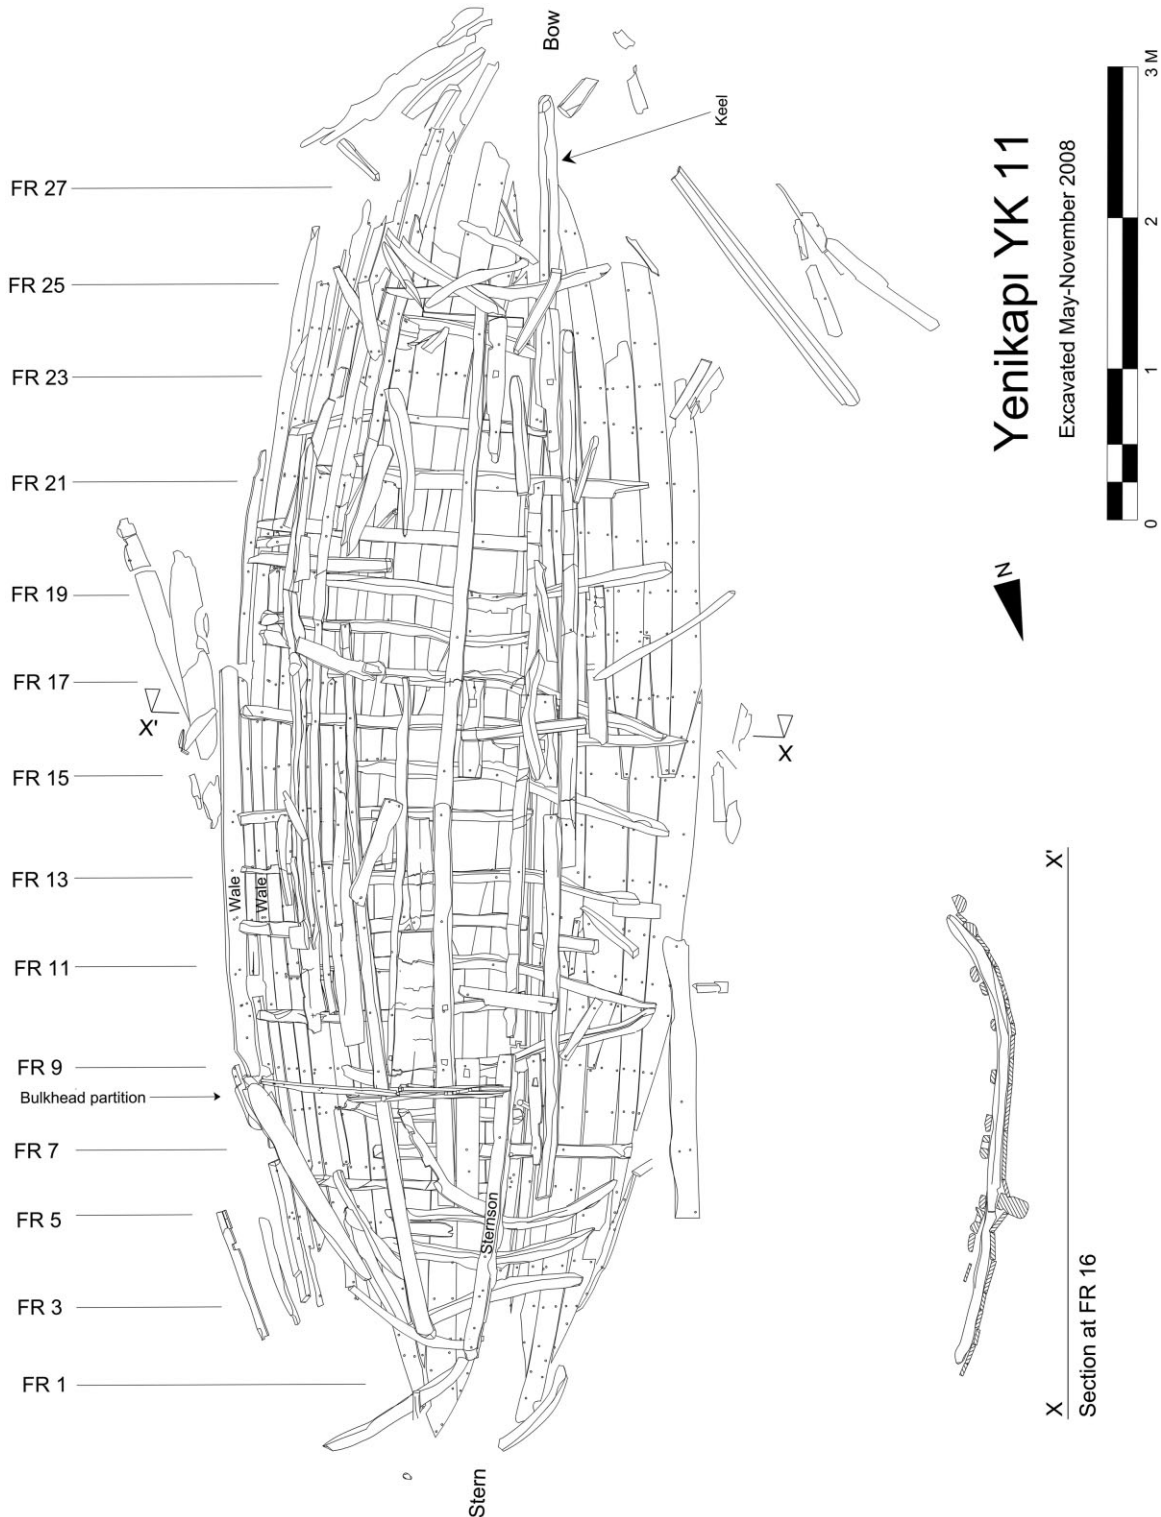 Bow
Keel
FR 27
FR 25
FR 23
FR 21
FR 19
FR 17
X'
X
FR 15
FR 13
Wale
Wale
FR 11
FR 9
Bulkhead partition
FR 7
FR 5
Sternson
FR 3
FR 1
Stern
Yenikapı YK 11
Excavated May-November 2008
0 1 2 3 M
N
X X'
Section at FR 16